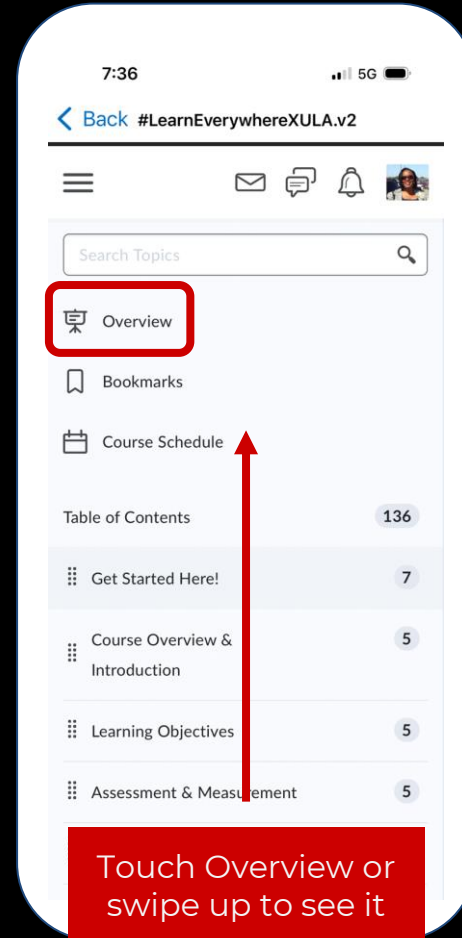 7:36 5G
Back #LearnEverywhereXULA.v2
Search Topics
Overview
Bookmarks
Course Schedule
Table of Contents 136
Get Started Here! 7
Course Overview & 5
Introduction
Learning Objectives 5
Assessment & Measurement 5
Touch Overview or
swipe up to see it